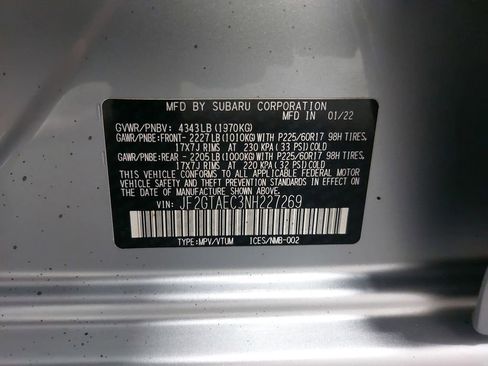 MFD BY SUBARU CORPORATION
MFD IN 01/22
GVWR/PNBV: 4343LB(1970KG)
GAWR/PNBE:FRONT- 2227LB(1010KG)WITH P225/60R17 98H TIRES,
17X7J RIMS AT 230 KPA(33 PSI)COLD
GAWR/PNBE:REAR - 2205LB(1000KG)WITH P225/60R17 98H TIRES,
17X7J RIMS AT 220 KPA(32 PSI)COLD
THIS VEHICLE CONFORMS TO ALL APPLICABLE FEDERAL MOTOR
VEHICLE SAFETY, BUMPER, AND THEFT PREVENTION STANDARDS IN EFFECT
ON THE DATE OF MANUFACTURE SHOWN ABOVE.
VIN: JF2GTAEC3NH227269
TYPE:MPV/VTUM ICES/NMB-002